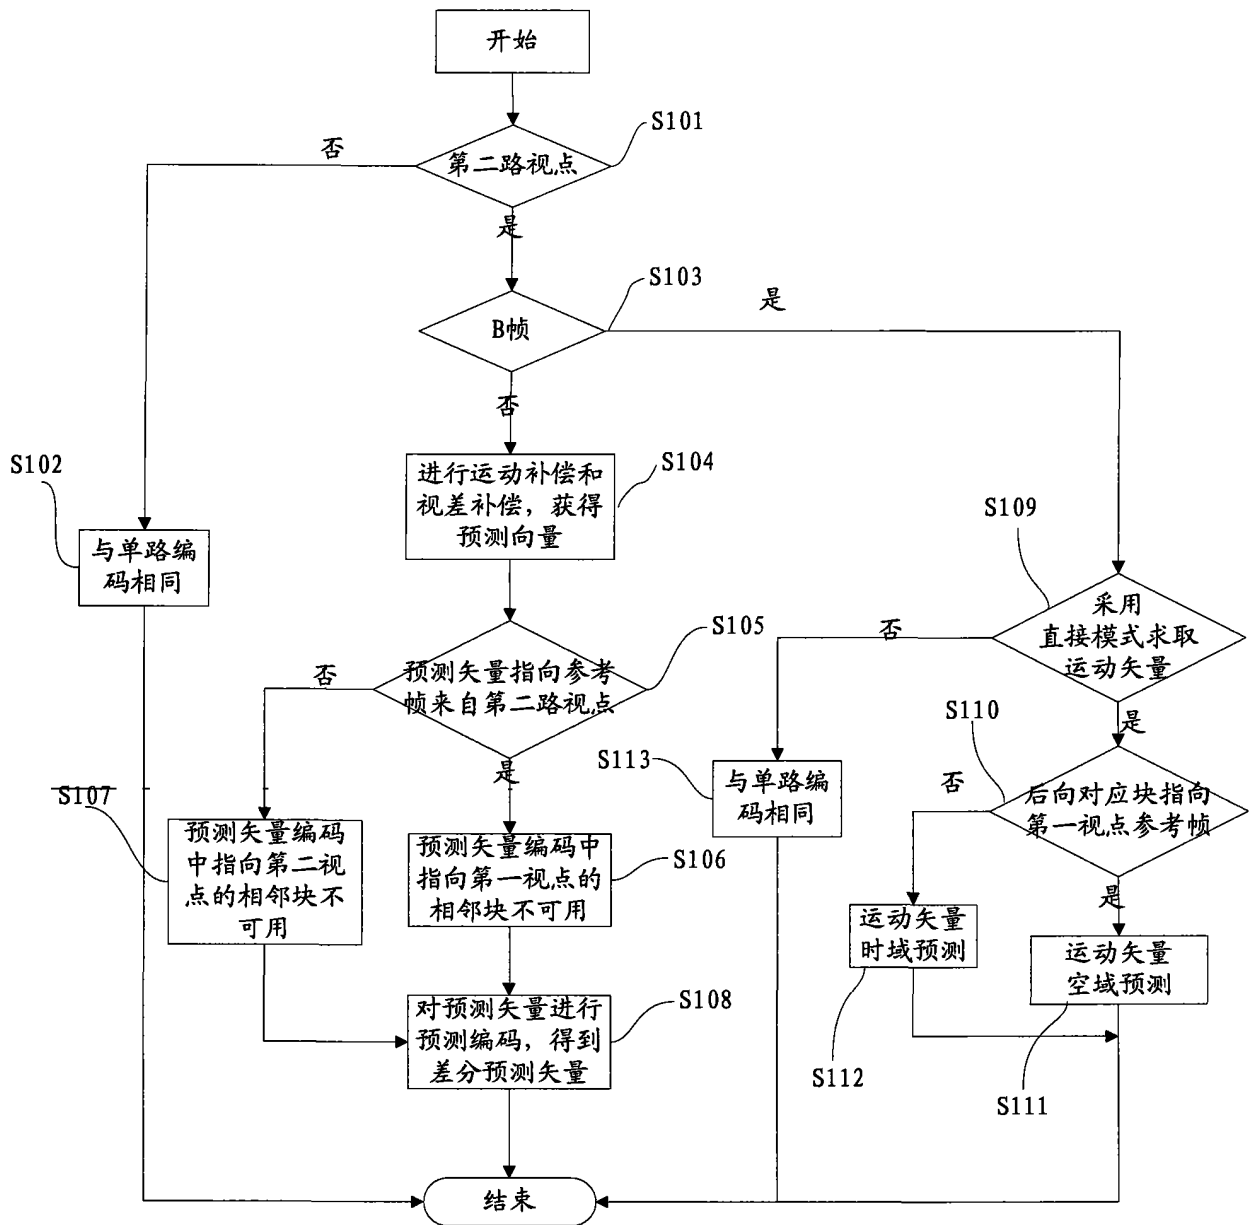 开始
S101
否
第二路视点
是
S103
是
B帧
否
S102
进行运动补偿和
视差补偿，获得
预测向量
S104
与单路编
码相同
S109
采用
直接模式求取
运动矢量
否
S105
预测矢量指向参考
帧来自第二路视点
否
是
S110
是
S113
与单路编
码相同
否
后向对应块指向
第一视点参考帧
S107
预测矢量编码
中指向第二视
点的相邻块不
可用
预测矢量编码中
指向第一视点的
相邻块不可用
S106
是
运动矢量
时域预测
运动矢量
空域预测
对预测矢量进行
预测编码，得到
差分预测矢量
S108
S112
S111
结束